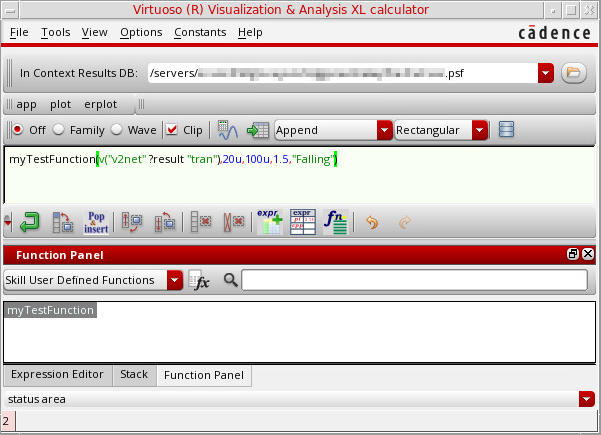 Virtuoso (R) Visualization & Analysis XL calculator
File Tools View Options Constants Help
cādence
In Context Results DB: /servers/ .psf
app plot erplot
Off Family Wave Clip Append Rectangular
myTestFunction(v("v2net" ?result "tran"),20u,100u,1.5,"Falling")
Pop & insert expr expr fn
Function Panel
Skill User Defined Functions fx
myTestFunction
Expression Editor Stack Function Panel
status area
2